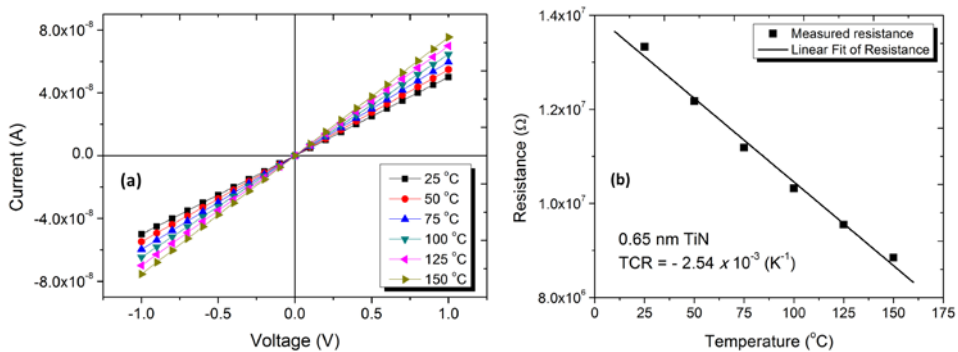 8.0x10⁻⁸
4.0x10⁻⁸
0.0
-4.0x10⁻⁸
-8.0x10⁻⁸
Current (A)
(a)
25 °C
50 °C
75 °C
100 °C
125 °C
150 °C
-1.0 -0.5 0.0 0.5 1.0
Voltage (V)
1.4x10⁷
1.2x10⁷
1.0x10⁷
8.0x10⁶
Resistance (Ω)
Measured resistance
Linear Fit of Resistance
(b)
0.65 nm TiN
TCR = - 2.54 x 10⁻³ (K⁻¹)
0 25 50 75 100 125 150 175
Temperature (°C)